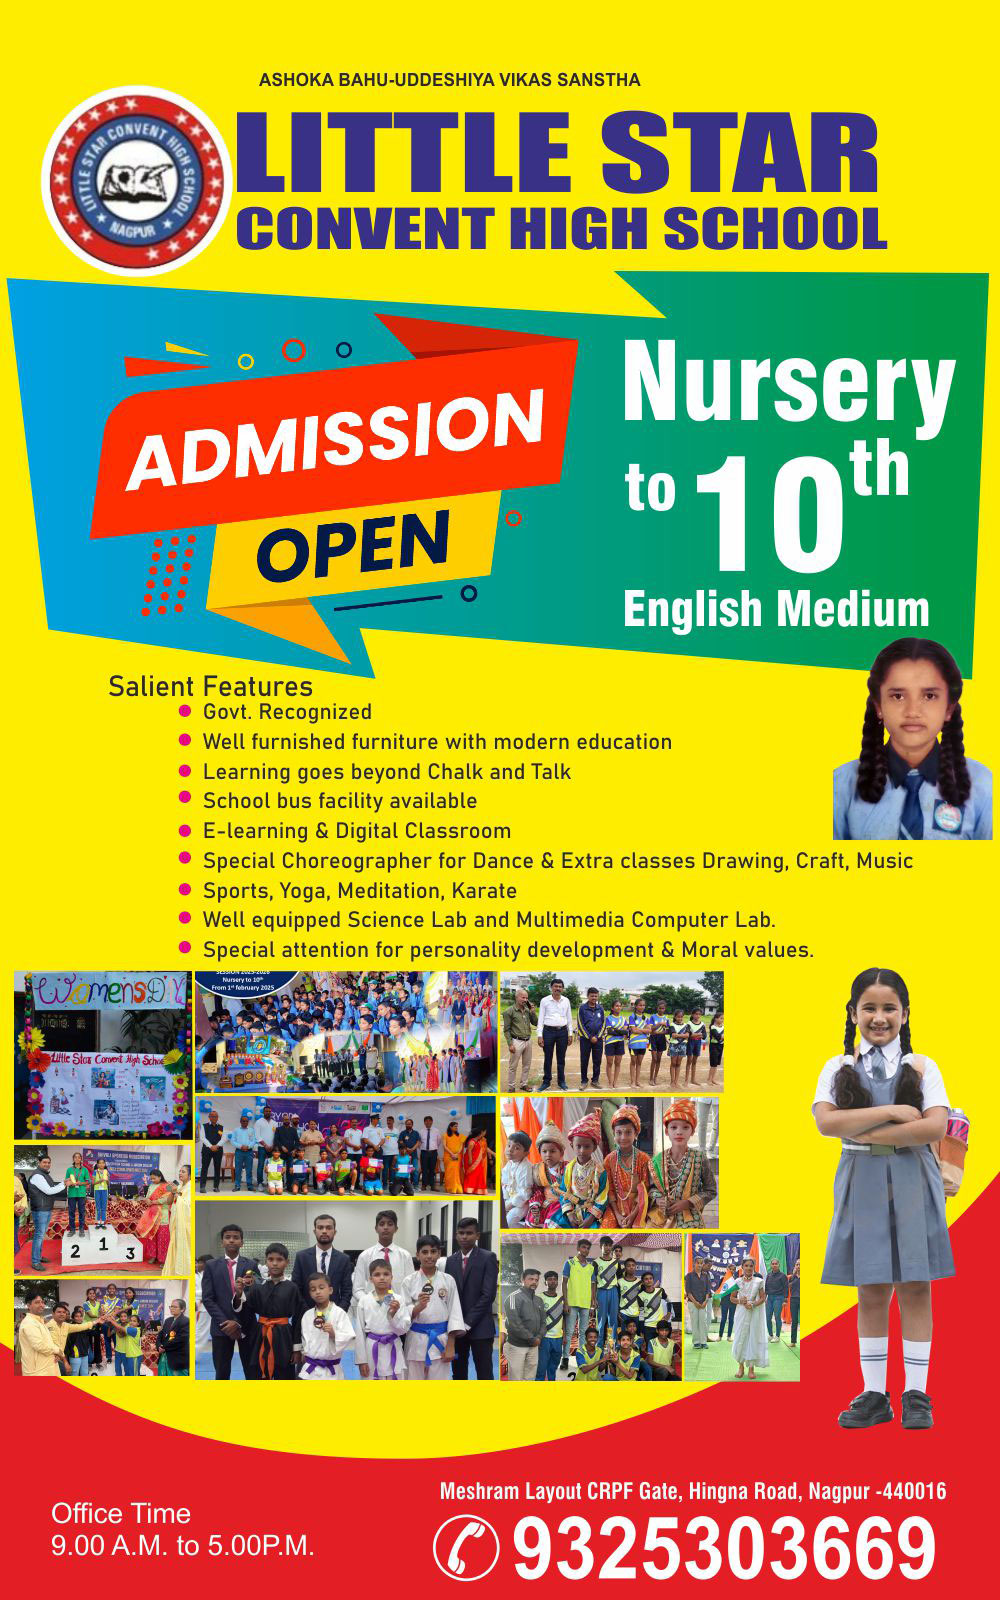 ASHOKA BAHU-UDDESHIYA VIKAS SANSTHA
LITTLE STAR CONVENT HIGH SCHOOL
NAGPUR
LITTLE STAR
CONVENT HIGH SCHOOL
ADMISSION
OPEN
Nursery
to 10th
English Medium
Salient Features
Govt. Recognized
Well furnished furniture with modern education
Learning goes beyond Chalk and Talk
School bus facility available
E-learning & Digital Classroom
Special Choreographer for Dance & Extra classes Drawing, Craft, Music
Sports, Yoga, Meditation, Karate
Well equipped Science Lab and Multimedia Computer Lab.
Special attention for personality development & Moral values.
Womens Day
Little Star Convent High School
SESSION 2025-2026
Nursery to 10th
From 1st february 2025
2 1 3
Office Time
9.00 A.M. to 5.00P.M.
Meshram Layout CRPF Gate, Hingna Road, Nagpur -440016
9325303669